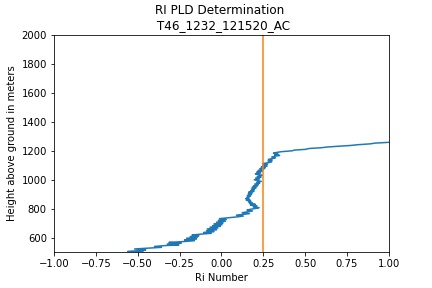 RI PLD Determination
T46_1232_121520_AC
2000
1800
1600
1400
1200
1000
800
600
Height above ground in meters
−1.00 −0.75 −0.50 −0.25 0.00 0.25 0.50 0.75 1.00
Ri Number